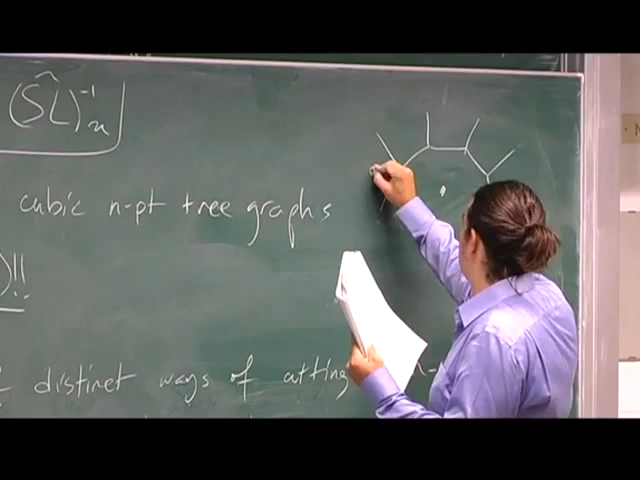 (ŜL)⁻¹ₙ
cubic n-pt tree graphs
)!!
distinct ways of cutting